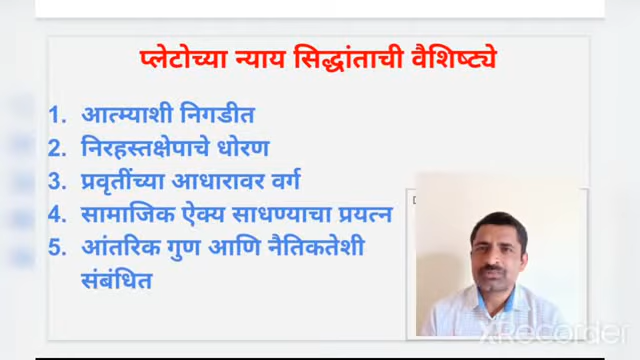 प्लेटोच्या न्याय सिद्धांताची वैशिष्ट्ये
1. आत्म्याशी निगडीत
2. निरहस्तक्षेपाचे धोरण
3. प्रवृतींच्या आधारावर वर्ग
4. सामाजिक ऐक्य साधण्याचा प्रयत्न
5. आंतरिक गुण आणि नैतिकतेशी
संबंधित
XRecorder